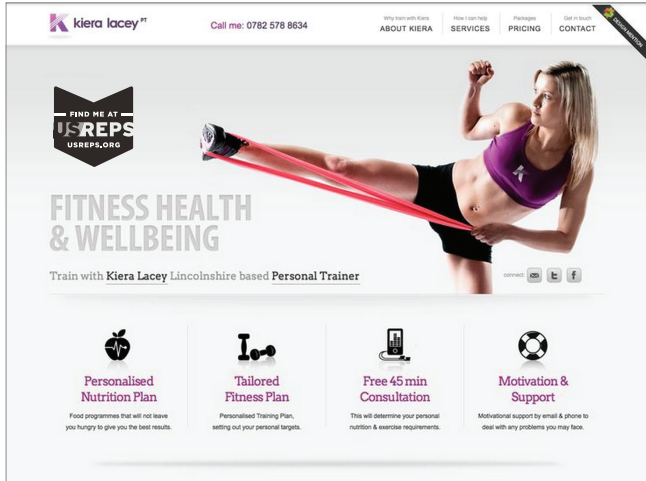 kiera lacey PT
Call me: 0782 578 8634
Why train with Kiera
ABOUT KIERA
How I can help
SERVICES
Packages
PRICING
Get in touch
CONTACT
DESIGN MENTION
FIND ME AT
USREPS
USREPS.ORG
FITNESS HEALTH
& WELLBEING
Train with Kiera Lacey Lincolnshire based Personal Trainer
connect:
Personalised
Nutrition Plan
Food programmes that will not leave
you hungry to give you the best results.
Tailored
Fitness Plan
Personalised Training Plan,
setting out your personal targets.
Free 45 min
Consultation
This will determine your personal
nutrition & exercise requirements.
Motivation &
Support
Motivational support by email & phone to
deal with any problems you may face.